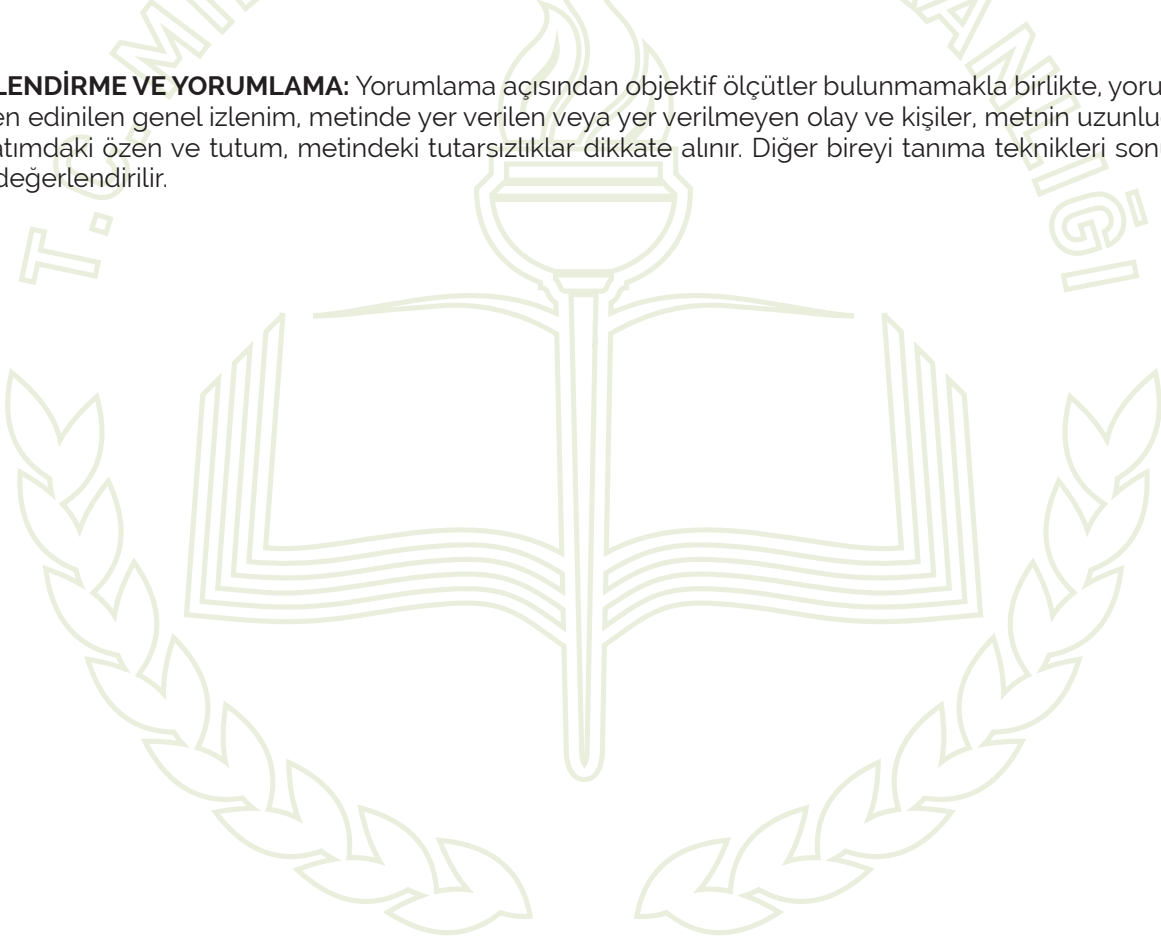 LENDİRME VE YORUMLAMA: Yorumlama açısından objektif ölçütler bulunmamakla birlikte, yoru
en edinilen genel izlenim, metinde yer verilen veya yer verilmeyen olay ve kişiler, metnin uzunlu
atımdaki özen ve tutum, metindeki tutarsızlıklar dikkate alınır. Diğer bireyi tanıma teknikleri son
değerlendirilir.
T.C. Mİ
ANLIĞI